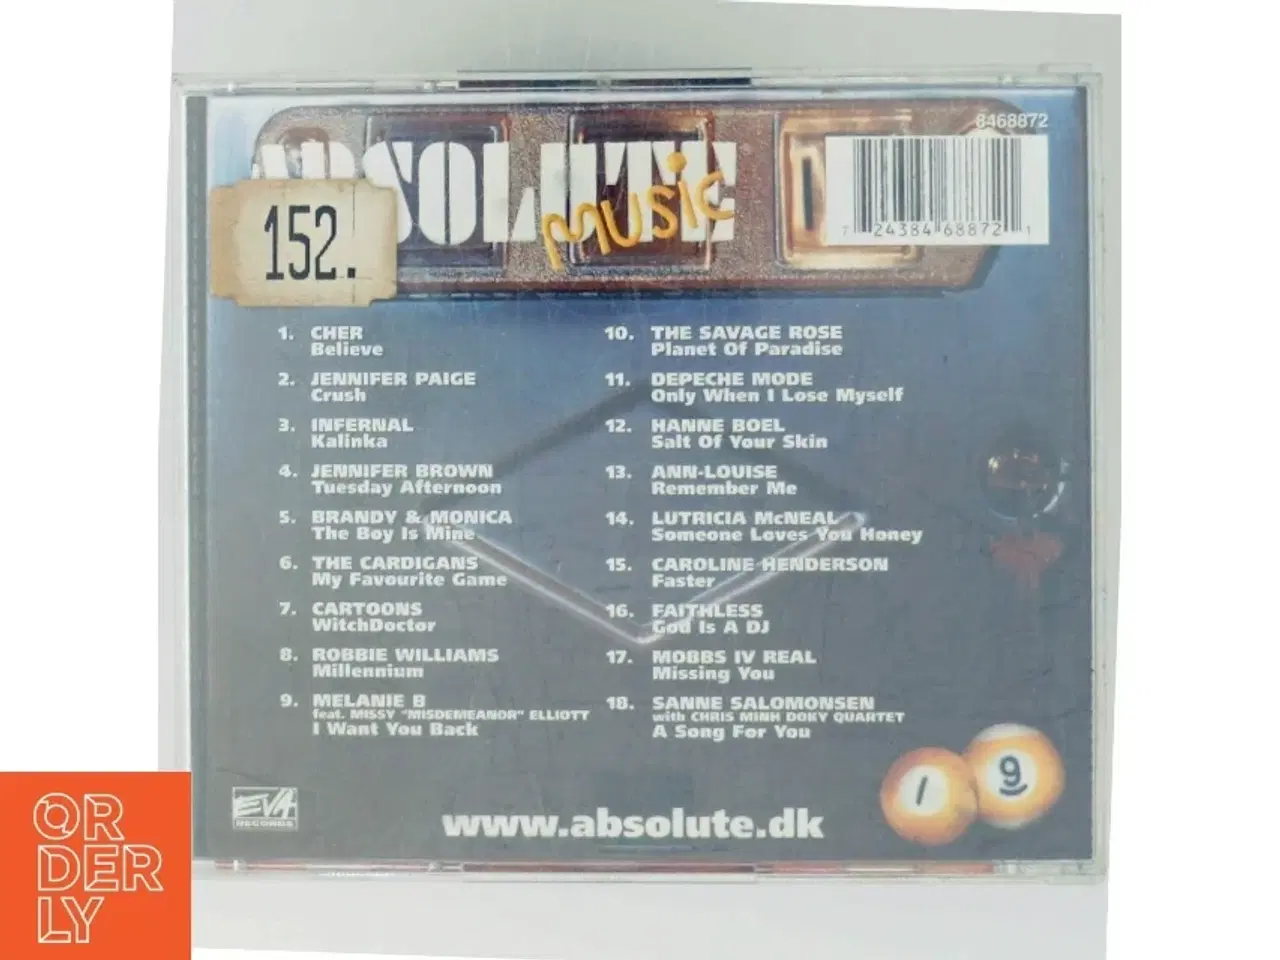 ABSOLUTE
MUSIC
152.
8468872
7 24384 68872 1
1. CHER
Believe
2. JENNIFER PAIGE
Crush
3. INFERNAL
Kalinka
4. JENNIFER BROWN
Tuesday Afternoon
5. BRANDY & MONICA
The Boy Is Mine
6. THE CARDIGANS
My Favourite Game
7. CARTOONS
WitchDoctor
8. ROBBIE WILLIAMS
Millennium
9. MELANIE B
feat. MISSY "MISDEMEANOR" ELLIOTT
I Want You Back
10. THE SAVAGE ROSE
Planet Of Paradise
11. DEPECHE MODE
Only When I Lose Myself
12. HANNE BOEL
Salt Of Your Skin
13. ANN-LOUISE
Remember Me
14. LUTRICIA McNEAL
Someone Loves You Honey
15. CAROLINE HENDERSON
Faster
16. FAITHLESS
God Is A DJ
17. MOBBS IV REAL
Missing You
18. SANNE SALOMONSEN
with CHRIS MINH DOKY QUARTET
A Song For You
EVA
RECORDS
www.absolute.dk
1 9
OR
DER
LY